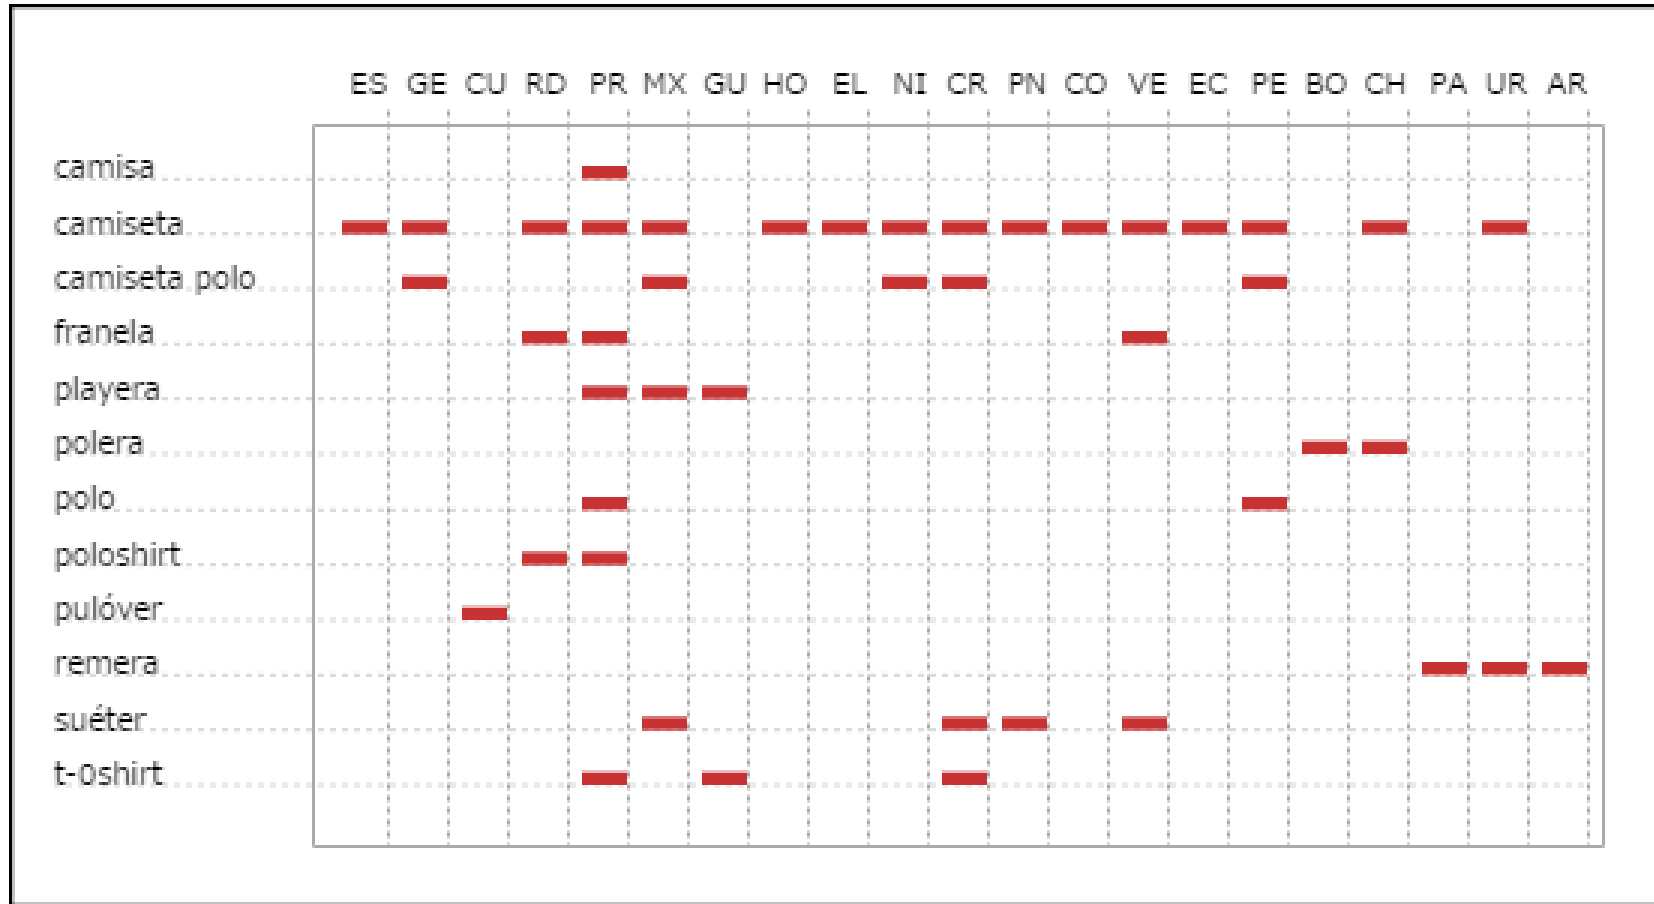 ES GE CU RD PR MX GU HO EL NI CR PN CO VE EC PE BO CH PA UR AR
camisa
camiseta
camiseta polo
franela
playera
polera
polo
poloshirt
pulóver
remera
suéter
t-0shirt